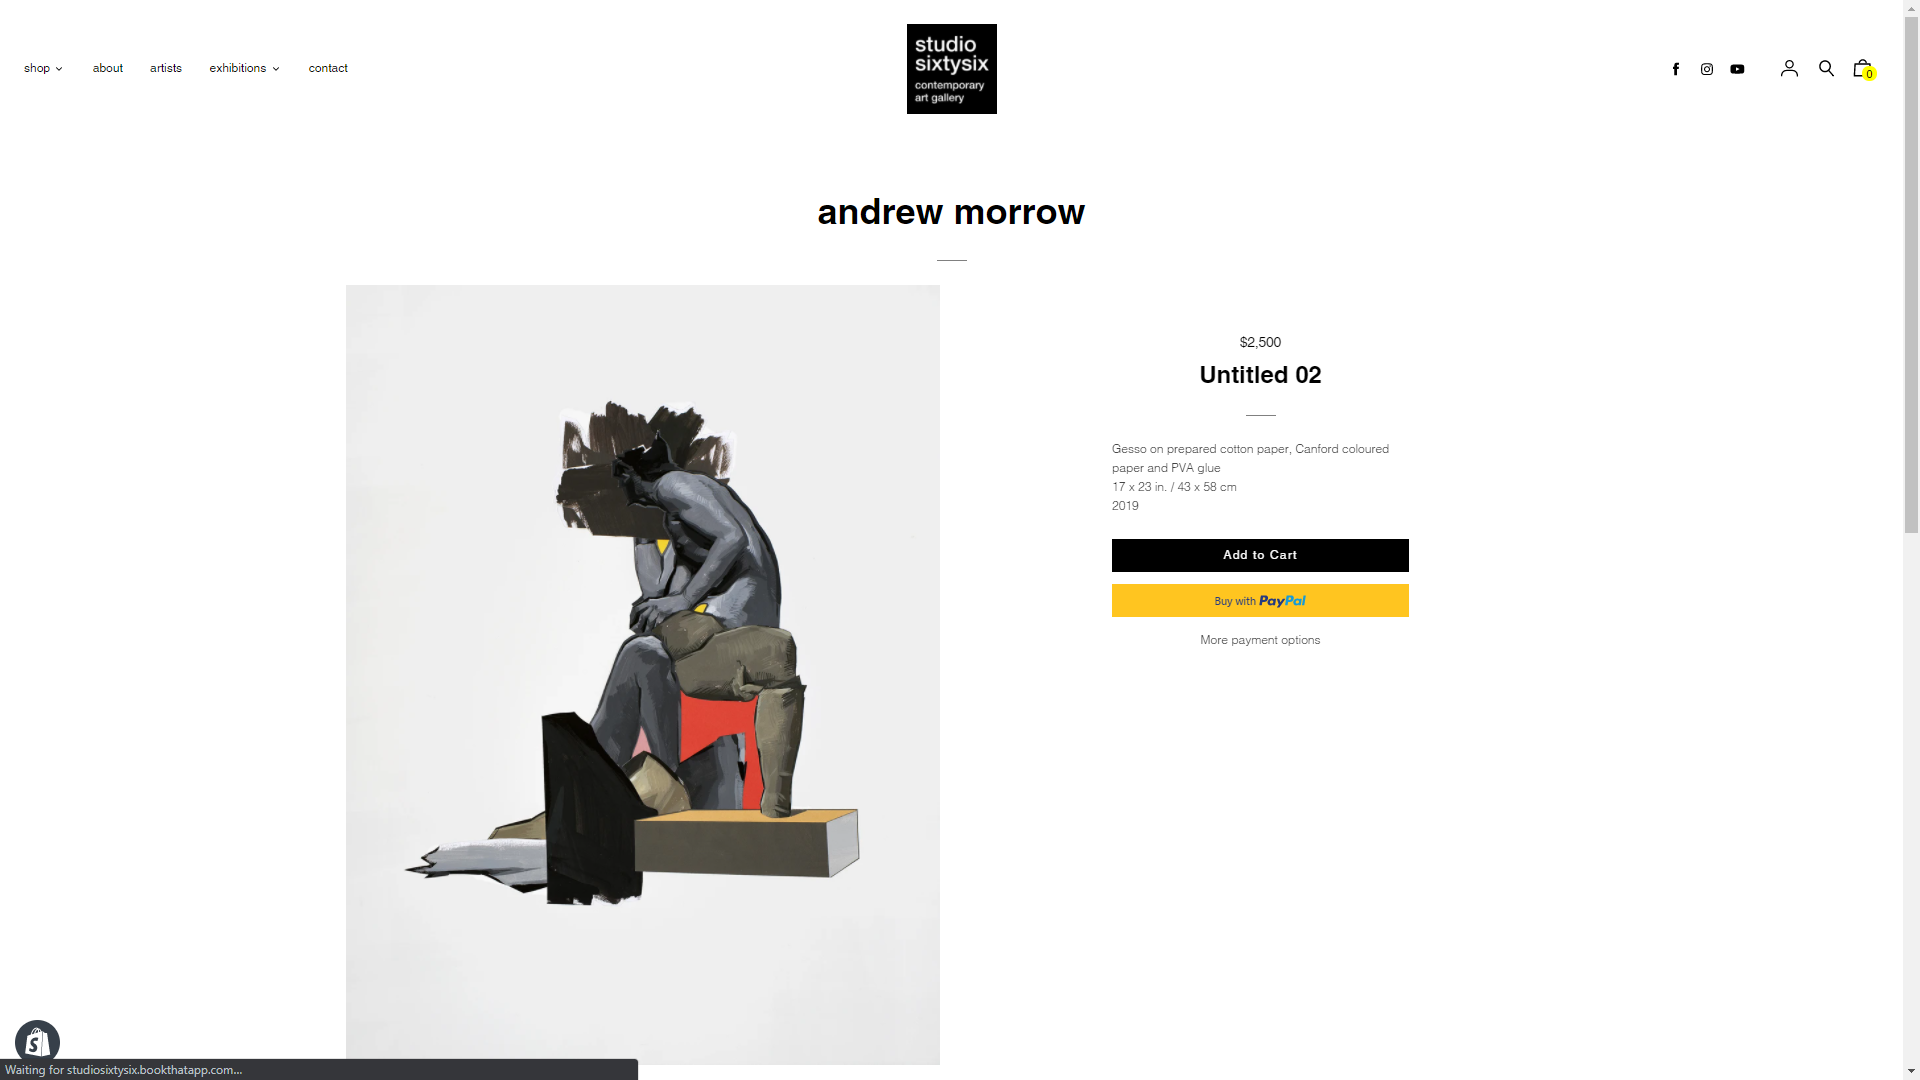 shop
about
artists
exhibitions
contact
studio
sixtysix
contemporary
art gallery
0
andrew morrow
$2,500
Untitled 02
Gesso on prepared cotton paper, Canford coloured
paper and PVA glue
17 x 23 in. / 43 x 58 cm
2019
Add to Cart
Buy with PayPal
More payment options
Waiting for studiosixtysix.bookthatapp.com...